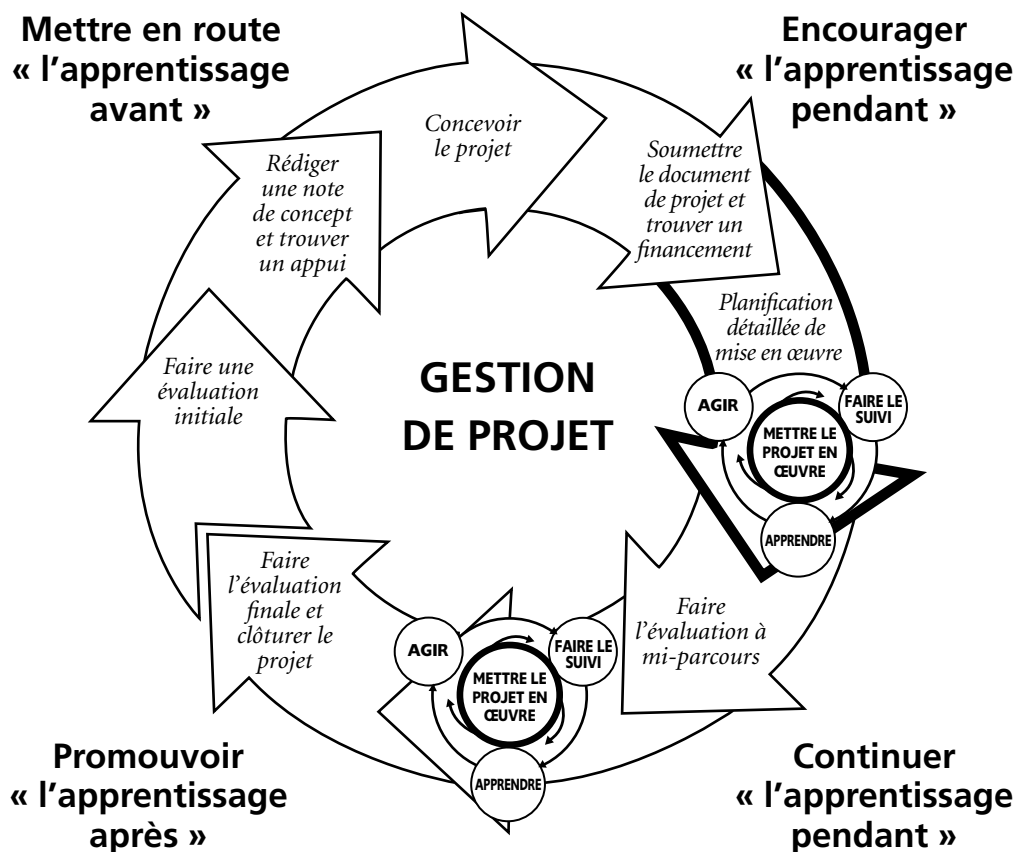 Mettre en route
« l’apprentissage
avant »
Encourager
« l’apprentissage
pendant »
Concevoir
le projet
Rédiger
une note
de concept
et trouver
un appui
Soumettre
le document
de projet et
trouver un
financement
Planification
détaillée de
mise en œuvre
Faire une
évaluation
initiale
GESTION
DE PROJET
AGIR
FAIRE LE
SUIVI
METTRE LE
PROJET EN
ŒUVRE
APPRENDRE
Faire
l’évaluation à
mi-parcours
Faire
l’évaluation
finale et
clôturer le
projet
AGIR
FAIRE LE
SUIVI
METTRE LE
PROJET EN
ŒUVRE
APPRENDRE
Promouvoir
« l’apprentissage
après »
Continuer
« l’apprentissage
pendant »